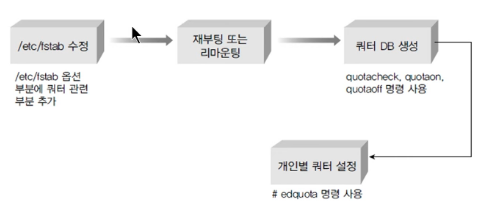 /etc/fstab 수정
/etc/fstab 옵션
부분에 쿼터 관련
부분 추가
재부팅 또는
리마운팅
쿼터 DB 생성
quotacheck, quotaon,
quotaoff 명령 사용
개인별 쿼터 설정
# edquota 명령 사용